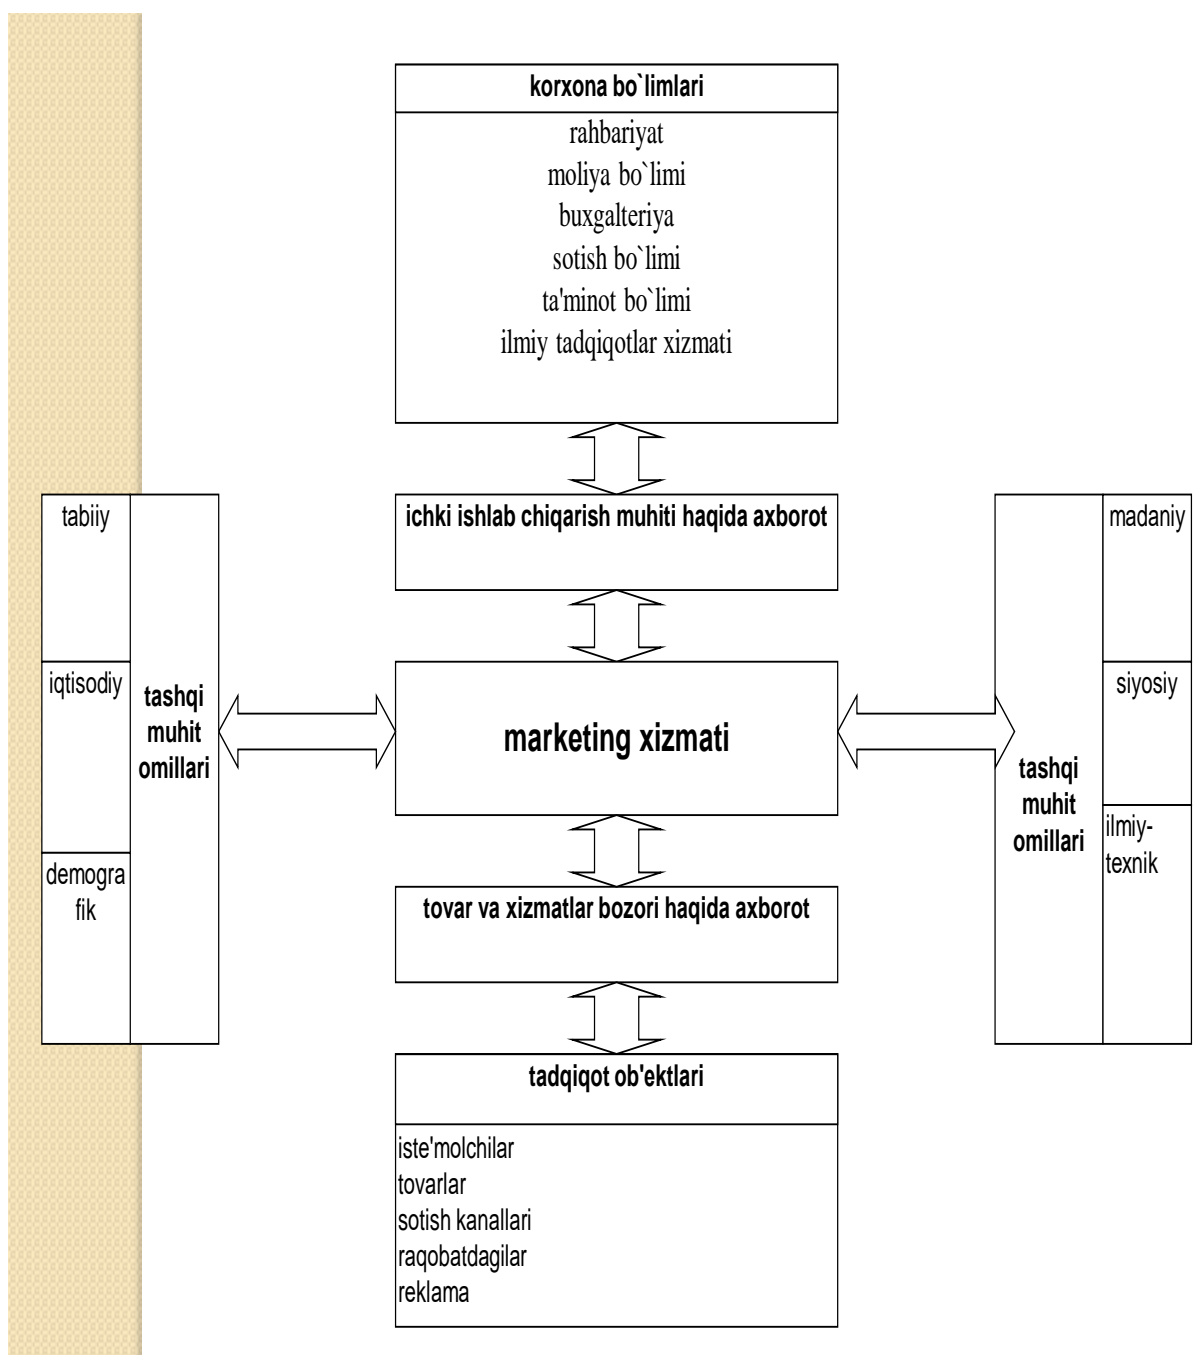 korxona bo`limlari
rahbariyat
moliya bo`limi
buxgalteriya
sotish bo`limi
ta'minot bo`limi
ilmiy tadqiqotlar xizmati
ichki ishlab chiqarish muhiti haqida axborot
tabiiy
iqtisodiy
demogra
fik
tashqi
muhit
omillari
marketing xizmati
tashqi
muhit
omillari
madaniy
siyosiy
ilmiy-
texnik
tovar va xizmatlar bozori haqida axborot
tadqiqot ob'ektlari
iste'molchilar
tovarlar
sotish kanallari
raqobatdagilar
reklama